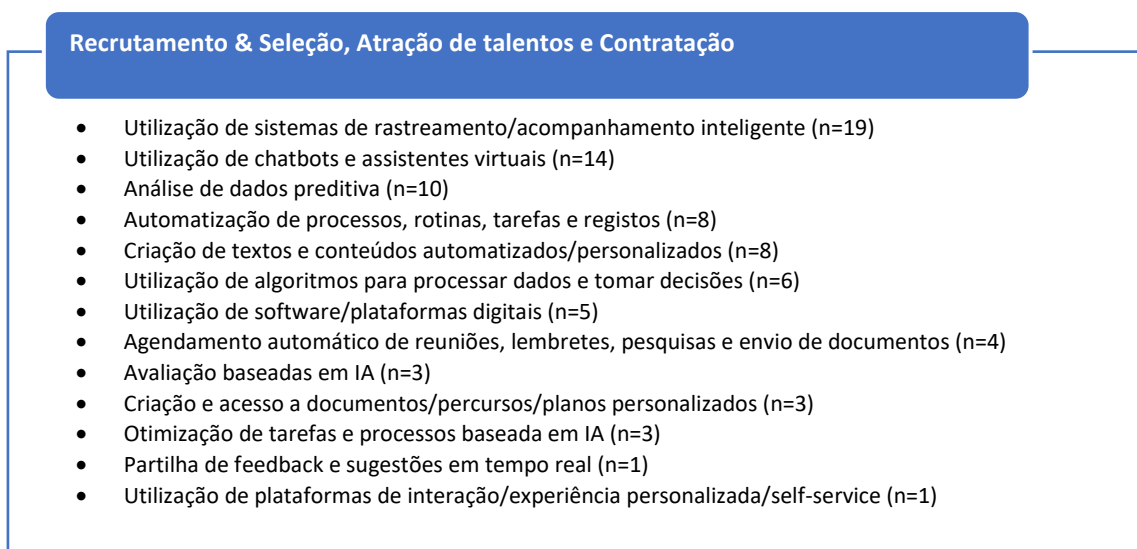 Recrutamento & Seleção, Atração de talentos e Contratação
• Utilização de sistemas de rastreamento/acompanhamento inteligente (n=19)
• Utilização de chatbots e assistentes virtuais (n=14)
• Análise de dados preditiva (n=10)
• Automatização de processos, rotinas, tarefas e registos (n=8)
• Criação de textos e conteúdos automatizados/personalizados (n=8)
• Utilização de algoritmos para processar dados e tomar decisões (n=6)
• Utilização de software/plataformas digitais (n=5)
• Agendamento automático de reuniões, lembretes, pesquisas e envio de documentos (n=4)
• Avaliação baseadas em IA (n=3)
• Criação e acesso a documentos/percursos/planos personalizados (n=3)
• Otimização de tarefas e processos baseada em IA (n=3)
• Partilha de feedback e sugestões em tempo real (n=1)
• Utilização de plataformas de interação/experiência personalizada/self-service (n=1)